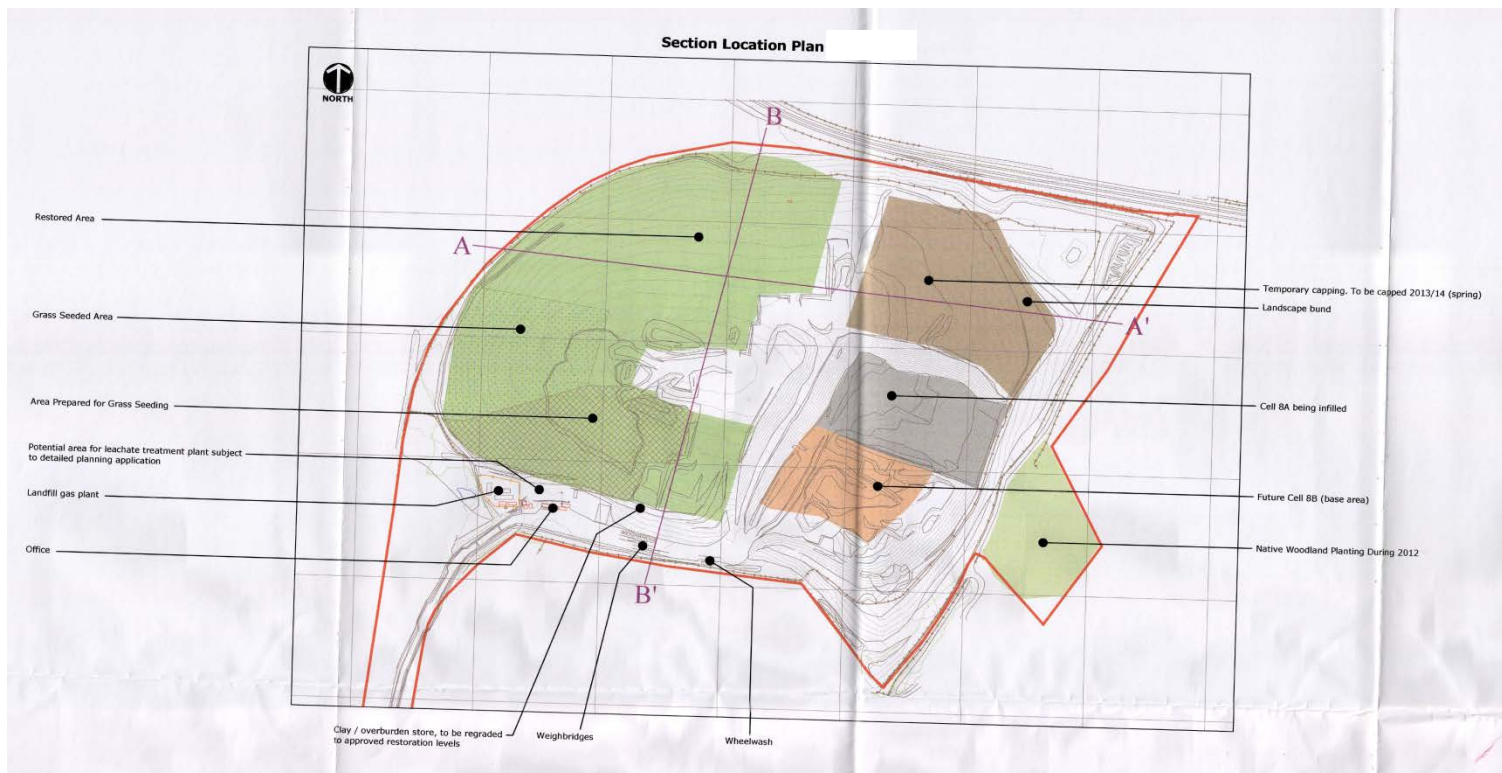 Section Location Plan
NORTH
B
A
A'
B'
Restored Area
Grass Seeded Area
Area Prepared for Grass Seeding
Potential area for leachate treatment plant subject
to detailed planning application
Landfill gas plant
Office
Clay / overburden store, to be regraded
to approved restoration levels
Weighbridges
Wheelwash
Temporary capping. To be capped 2013/14 (spring)
Landscape bund
Cell 8A being infilled
Future Cell 8B (base area)
Native Woodland Planting During 2012